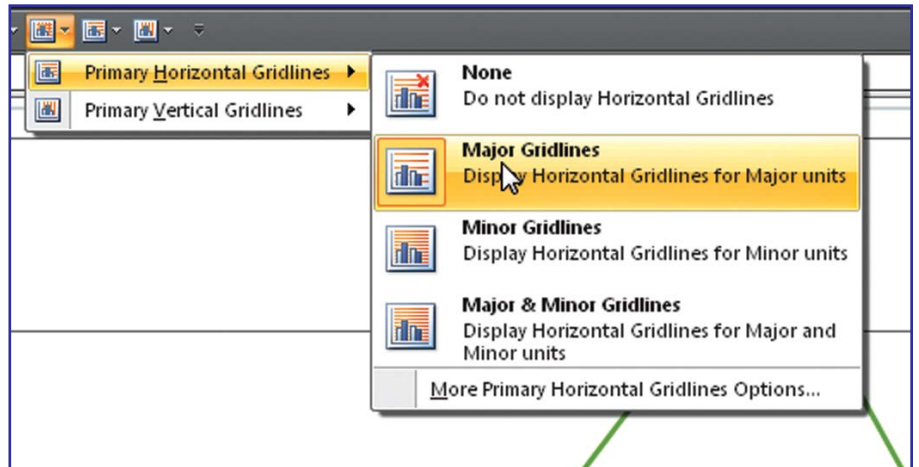 Primary Horizontal Gridlines
Primary Vertical Gridlines
None
Do not display Horizontal Gridlines
Major Gridlines
Display Horizontal Gridlines for Major units
Minor Gridlines
Display Horizontal Gridlines for Minor units
Major & Minor Gridlines
Display Horizontal Gridlines for Major and
Minor units
More Primary Horizontal Gridlines Options...